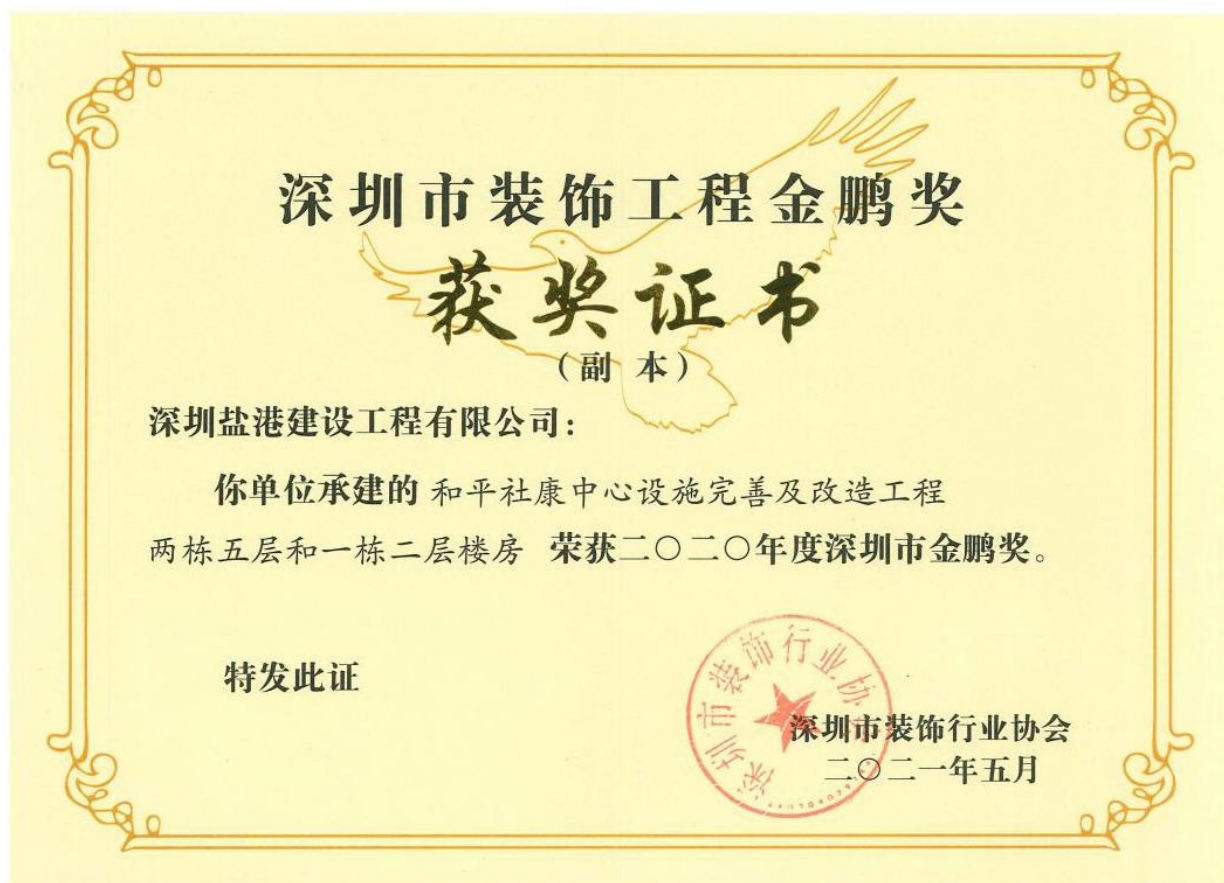 深圳市装饰工程金鹏奖
获奖证书
（副 本）
深圳盐港建设工程有限公司：
你单位承建的 和平社康中心设施完善及改造工程
两栋五层和一栋二层楼房 荣获二〇二〇年度深圳市金鹏奖。
特发此证
深圳市装饰行业协会
深圳市装饰行业协会
二〇二一年五月